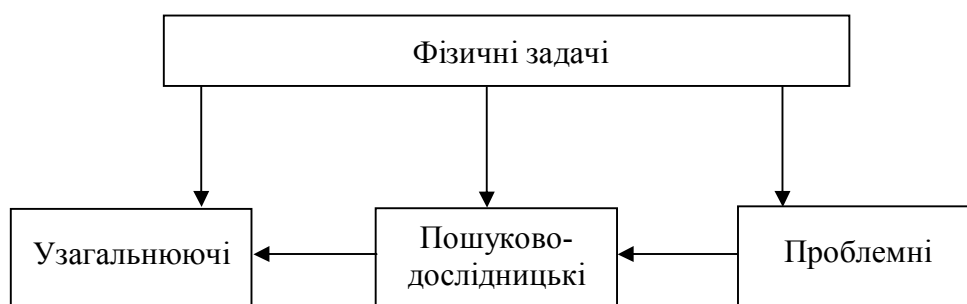 Фізичні задачі
Узагальнюючі
Пошуково-
дослідницькі
Проблемні